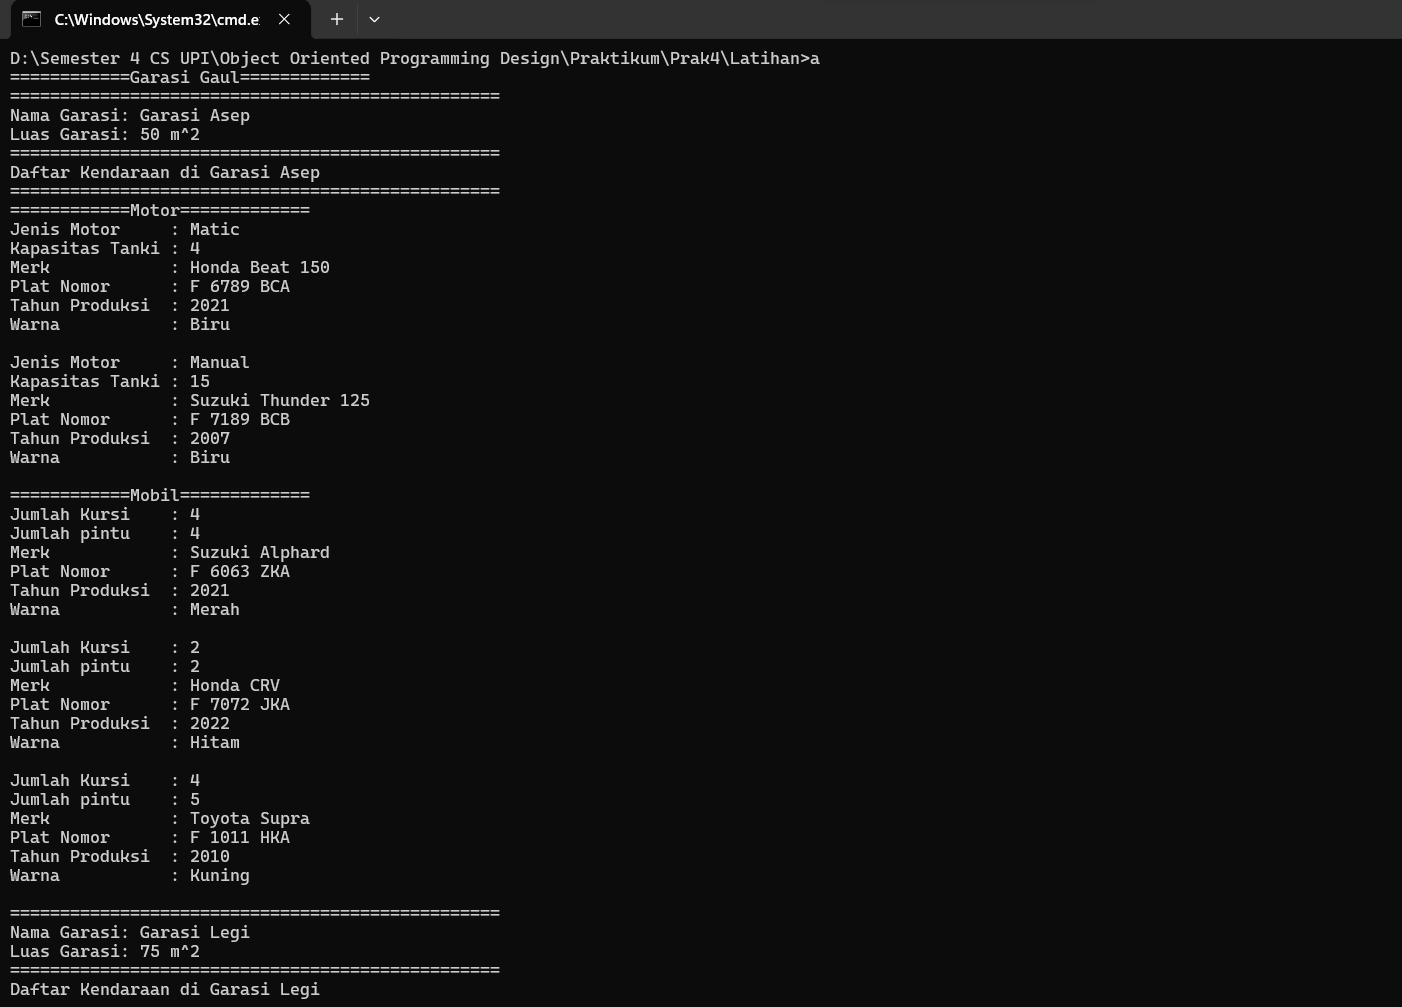 C:\Windows\System32\cmd.e
D:\Semester 4 CS UPI\Object Oriented Programming Design\Praktikum\Prak4\Latihan>a
============Garasi Gaul=============
=================================================
Nama Garasi: Garasi Asep
Luas Garasi: 50 m^2
=================================================
Daftar Kendaraan di Garasi Asep
=================================================
============Motor=============
Jenis Motor     : Matic
Kapasitas Tanki : 4
Merk            : Honda Beat 150
Plat Nomor      : F 6789 BCA
Tahun Produksi  : 2021
Warna           : Biru

Jenis Motor     : Manual
Kapasitas Tanki : 15
Merk            : Suzuki Thunder 125
Plat Nomor      : F 7189 BCB
Tahun Produksi  : 2007
Warna           : Biru

============Mobil=============
Jumlah Kursi    : 4
Jumlah pintu    : 4
Merk            : Suzuki Alphard
Plat Nomor      : F 6063 ZKA
Tahun Produksi  : 2021
Warna           : Merah

Jumlah Kursi    : 2
Jumlah pintu    : 2
Merk            : Honda CRV
Plat Nomor      : F 7072 JKA
Tahun Produksi  : 2022
Warna           : Hitam

Jumlah Kursi    : 4
Jumlah pintu    : 5
Merk            : Toyota Supra
Plat Nomor      : F 1011 HKA
Tahun Produksi  : 2010
Warna           : Kuning

=================================================
Nama Garasi: Garasi Legi
Luas Garasi: 75 m^2
=================================================
Daftar Kendaraan di Garasi Legi